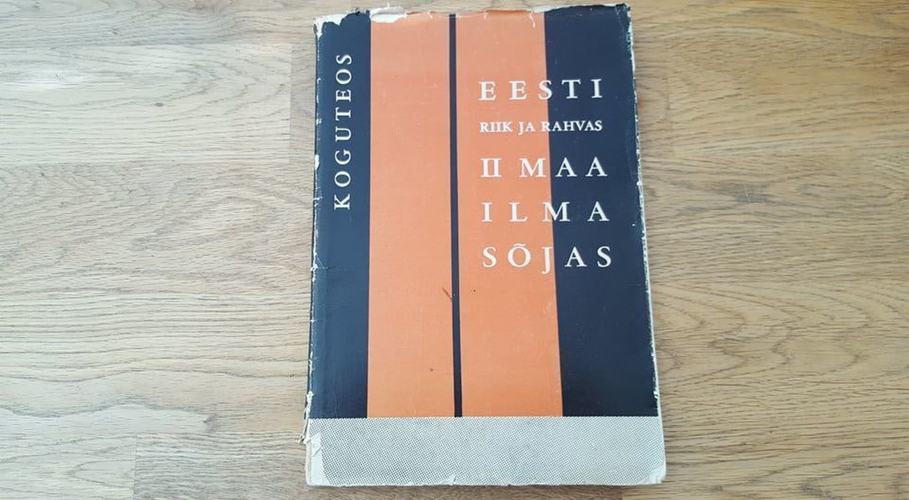 KOGUTEOS
EESTI
RIIK JA RAHVAS
II MAA
ILMA
SÕJAS